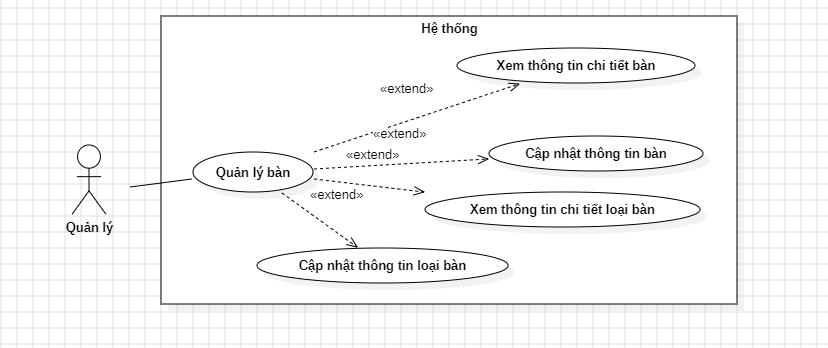 Hệ thống
Xem thông tin chi tiết bàn
«extend»
«extend»
Cập nhật thông tin bàn
«extend»
Quản lý bàn
«extend»
Xem thông tin chi tiết loại bàn
Quản lý
Cập nhật thông tin loại bàn